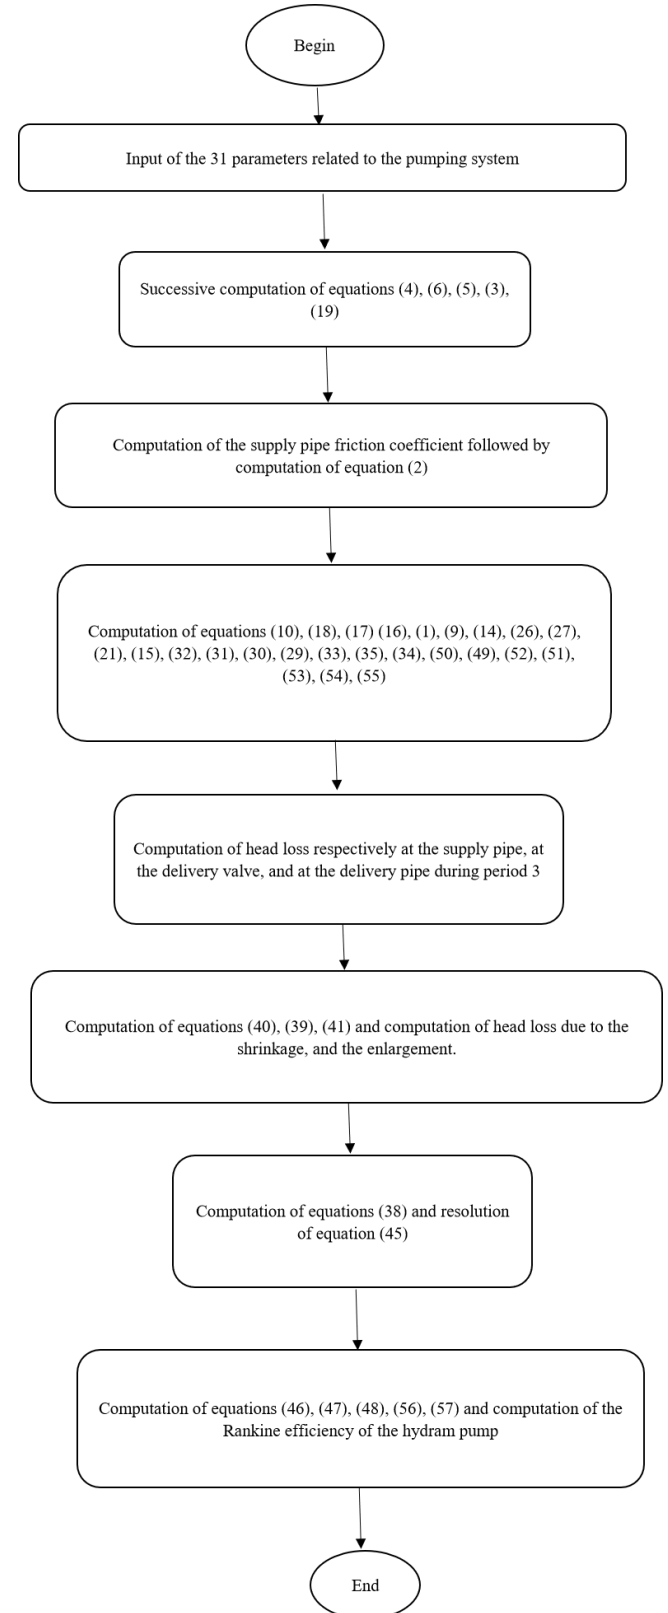 Begin
Input of the 31 parameters related to the pumping system
Successive computation of equations (4), (6), (5), (3),
(19)
Computation of the supply pipe friction coefficient followed by
computation of equation (2)
Computation of equations (10), (18), (17) (16), (1), (9), (14), (26), (27),
(21), (15), (32), (31), (30), (29), (33), (35), (34), (50), (49), (52), (51),
(53), (54), (55)
Computation of head loss respectively at the supply pipe, at
the delivery valve, and at the delivery pipe during period 3
Computation of equations (40), (39), (41) and computation of head loss due to the
shrinkage, and the enlargement.
Computation of equations (38) and resolution
of equation (45)
Computation of equations (46), (47), (48), (56), (57) and computation of the
Rankine efficiency of the hydram pump
End